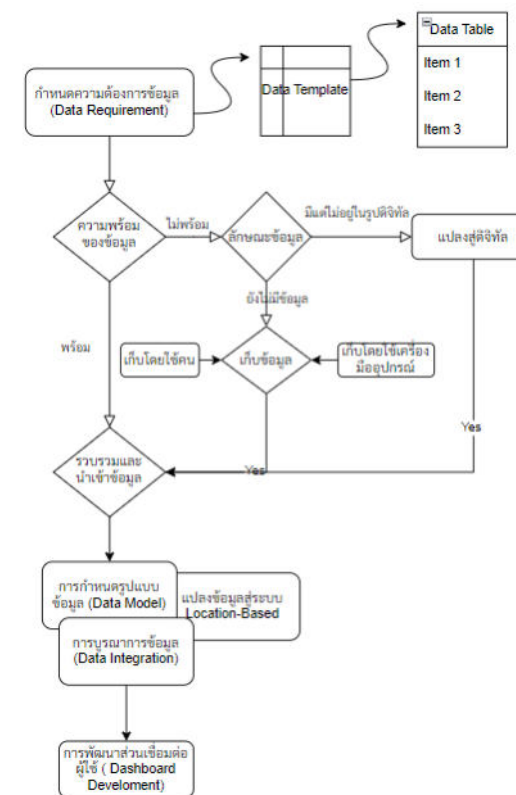 Data Table
Item 1
Item 2
Item 3
Data Template
กำหนดความต้องการข้อมูล
(Data Requirement)
ความพร้อม
ของข้อมูล
ไม่พร้อม
ลักษณะข้อมูล
มีแต่ไม่อยู่ในรูปดิจิทัล
แปลงสู่ดิจิทัล
ยังไม่มีข้อมูล
พร้อม
เก็บโดยใช้คน
เก็บข้อมูล
เก็บโดยใช้เครื่อง
มืออุปกรณ์
Yes
Yes
รวบรวมและ
นำเข้าข้อมูล
การกำหนดรูปแบบ
ข้อมูล (Data Model)
แปลงข้อมูลสู่ระบบ
Location-Based
การบูรณาการข้อมูล
(Data Integration)
การพัฒนาส่วนเชื่อมต่อ
ผู้ใช้ ( Dashboard
Develoment)